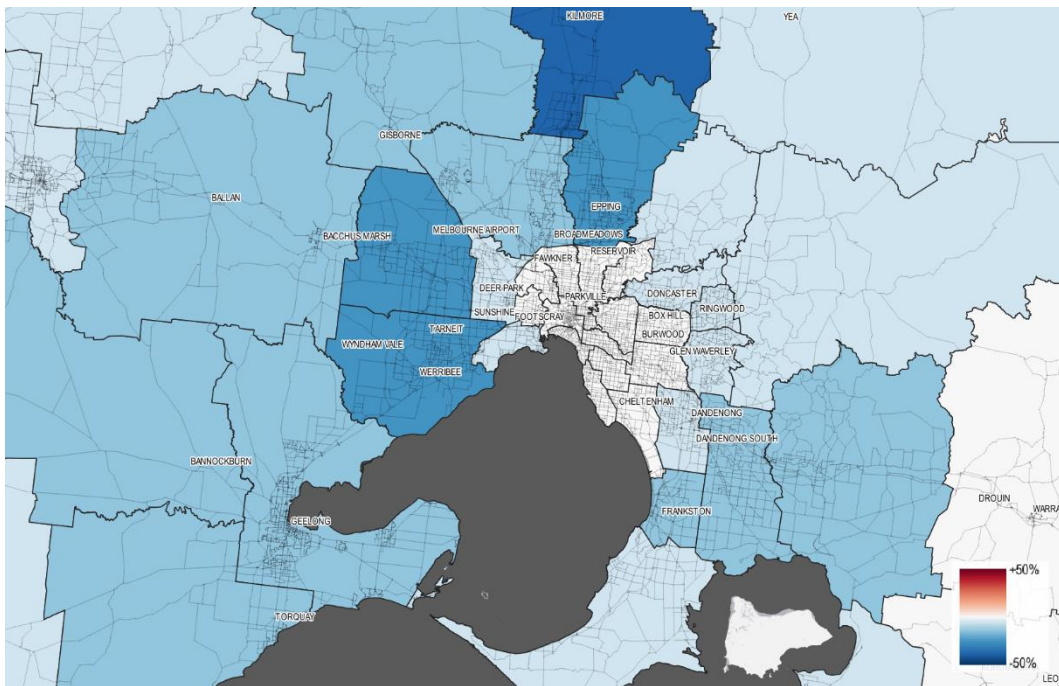 KILMORE
YEA
GISBORNE
BALLAN
EPPING
BACCHUS MARSH
MELBOURNE AIRPORT
BROADMEADOWS
RESERVOIR
FAWKNER
DEER PARK
PARKVILLE
DONCASTER
RINGWOOD
SUNSHINE
FOOTSCRAY
BOX HILL
TARNEIT
BURWOOD
WYNDHAM VALE
GLEN WAVERLEY
WERRIBEE
CHELTENHAM
DANDENONG
DANDENONG SOUTH
BANNOCKBURN
DROUIN
WARRA
FRANKSTON
GEELONG
+50%
TORQUAY
-50%
LEO